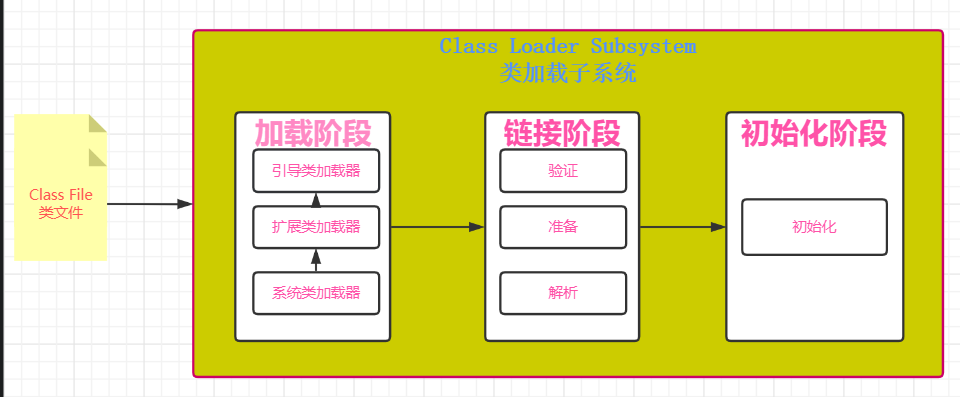 Class Loader Subsystem
类加载子系统
Class File
类文件
加载阶段
引导类加载器
扩展类加载器
系统类加载器
链接阶段
验证
准备
解析
初始化阶段
初始化